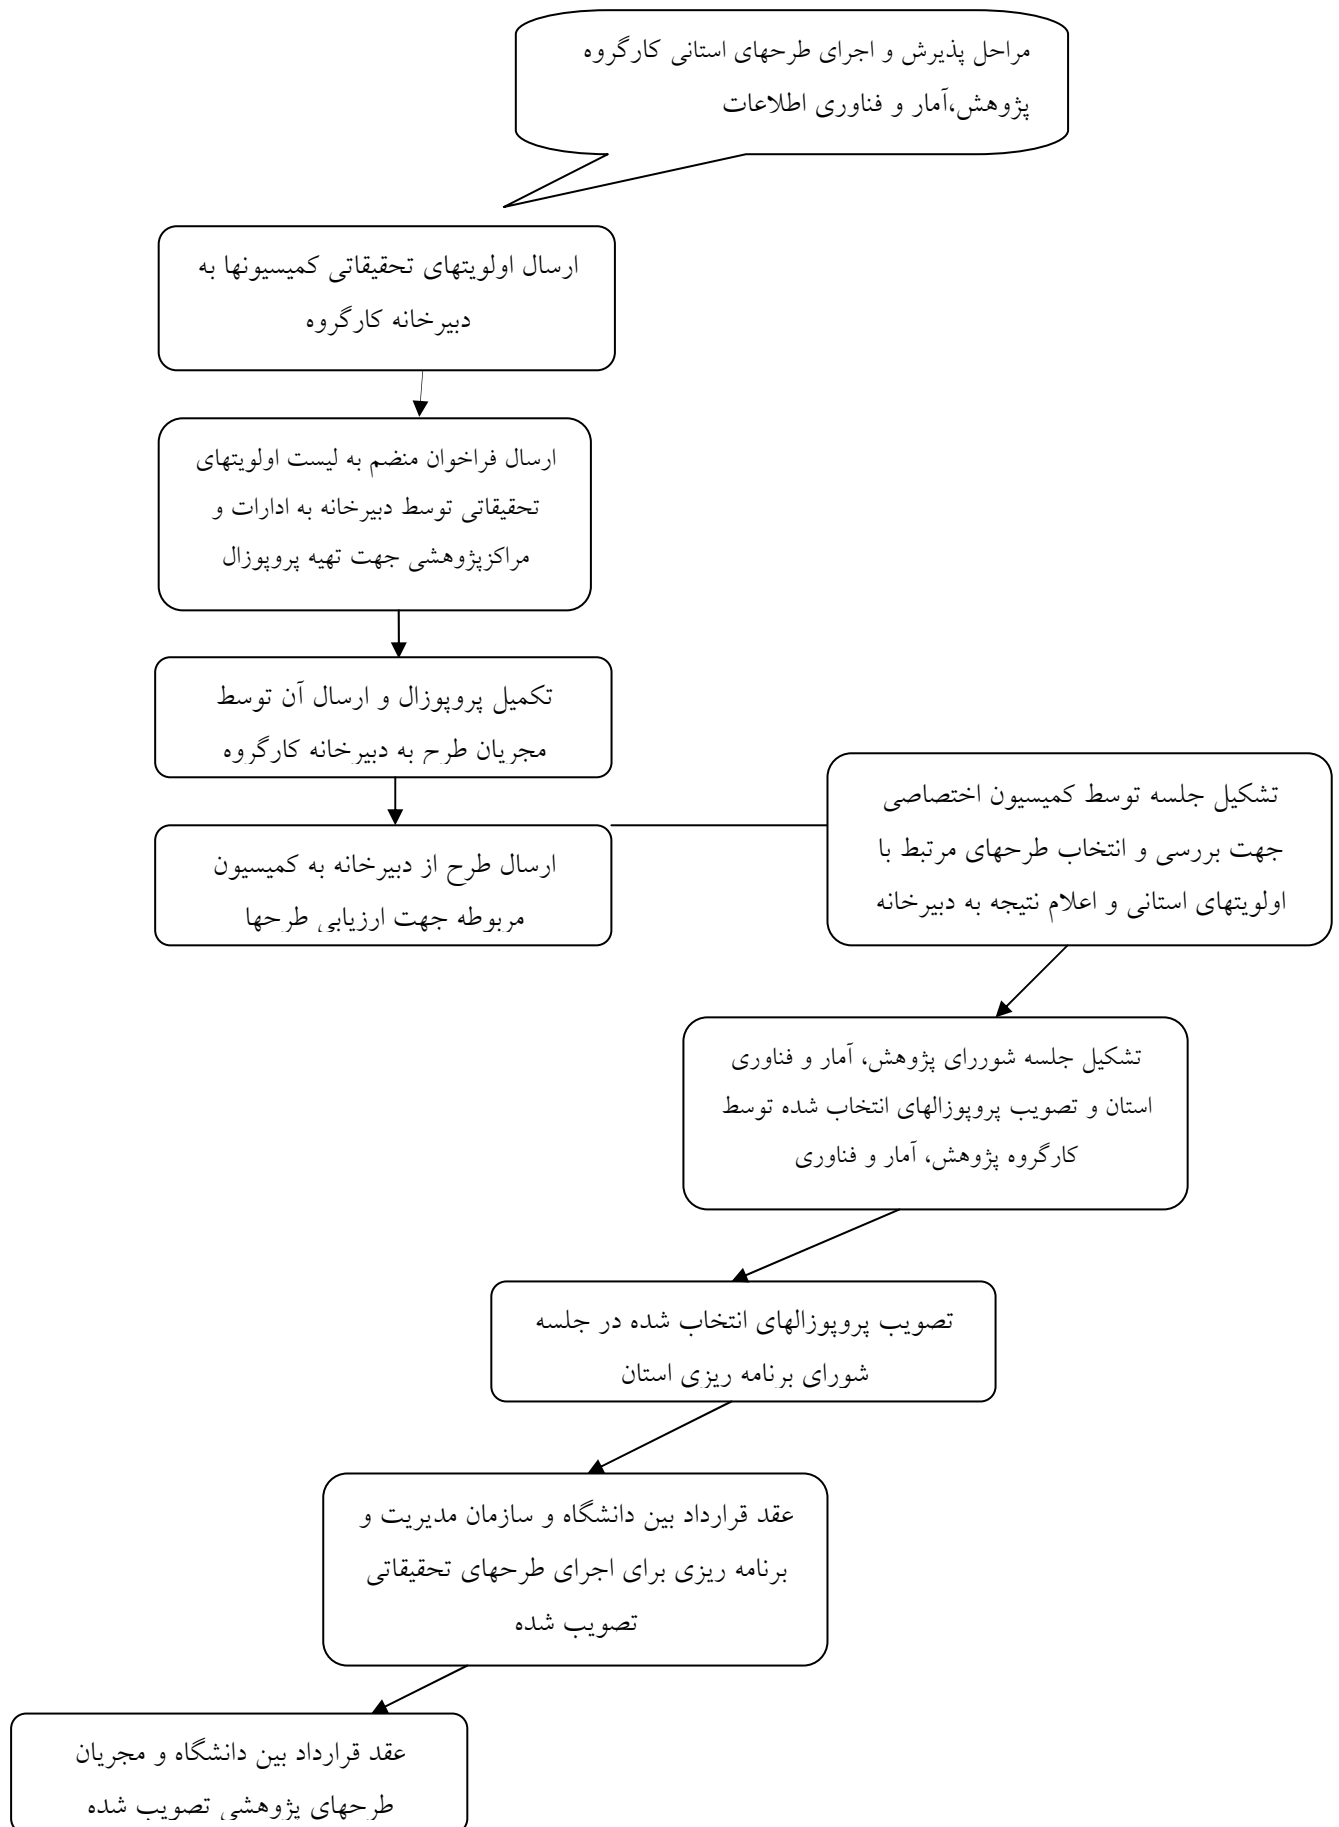 مراحل پذیرش و اجرای طرحهای استانی کارگروه
پژوهش،آمار و فناوری اطلاعات
ارسال اولویتهای تحقیقاتی کمیسیونها به
دبیرخانه کارگروه
ارسال فراخوان منضم به لیست اولویتهای
تحقیقاتی توسط دبیرخانه به ادارات و
مراکزپژوهشی جهت تهیه پروپوزال
تکمیل پروپوزال و ارسال آن توسط
مجریان طرح به دبیرخانه کارگروه
ارسال طرح از دبیرخانه به کمیسیون
مربوطه جهت ارزیابی طرحها
تشکیل جلسه توسط کمیسیون اختصاصی
جهت بررسی و انتخاب طرحهای مرتبط با
اولویتهای استانی و اعلام نتیجه به دبیرخانه
تشکیل جلسه شوررای پژوهش، آمار و فناوری
استان و تصویب پروپوزالهای انتخاب شده توسط
کارگروه پژوهش، آمار و فناوری
تصویب پروپوزالهای انتخاب شده در جلسه
شورای برنامه ریزی استان
عقد قرارداد بین دانشگاه و سازمان مدیریت و
برنامه ریزی برای اجرای طرحهای تحقیقاتی
تصویب شده
عقد قرارداد بین دانشگاه و مجریان
طرحهای پژوهشی تصویب شده